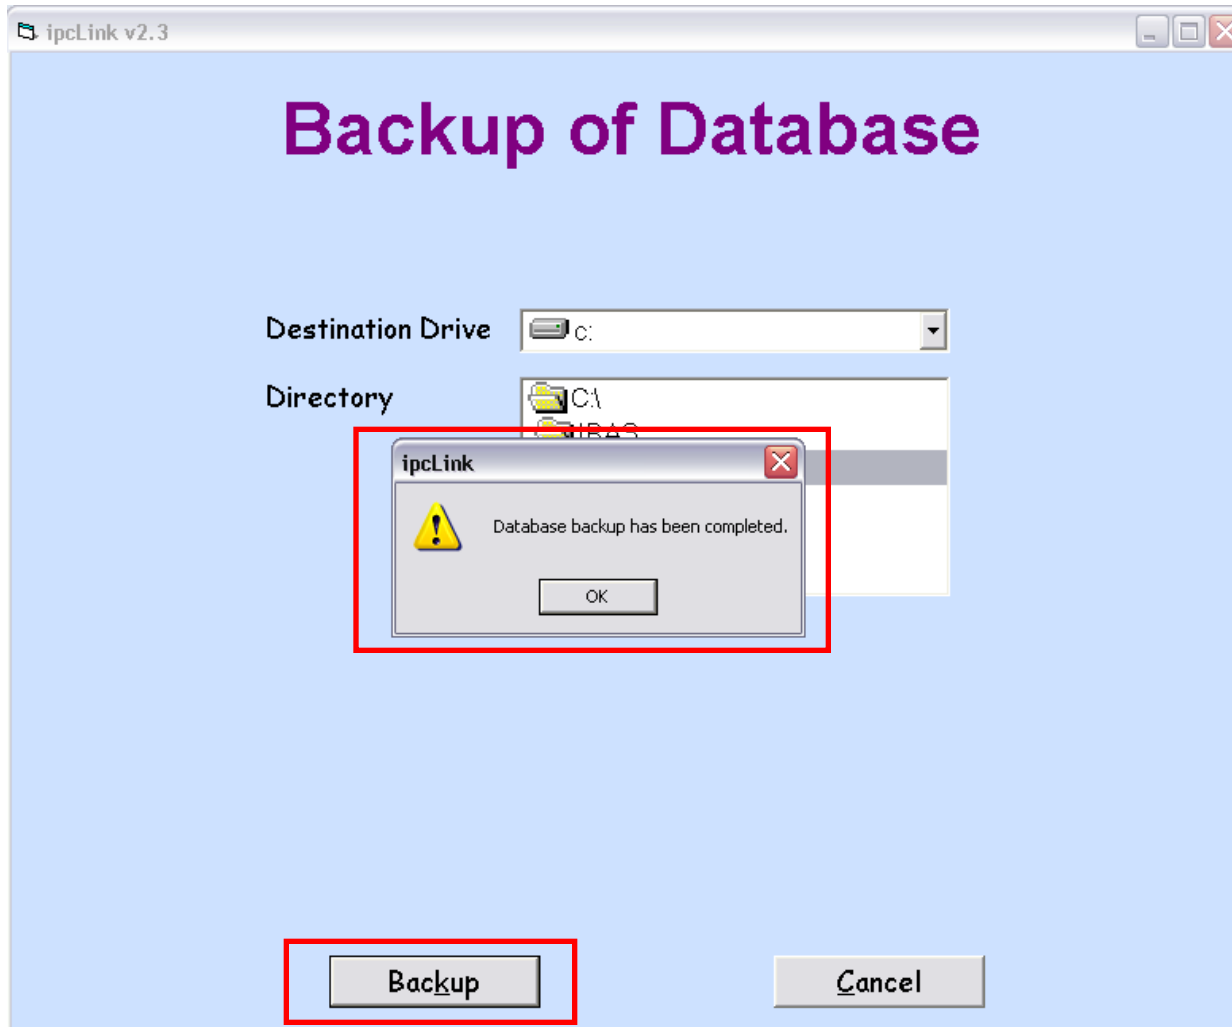 ipcLink v2.3
Backup of Database
Destination Drive
c:
Directory
C:\
ipcLink
Database backup has been completed.
OK
Backup
Cancel